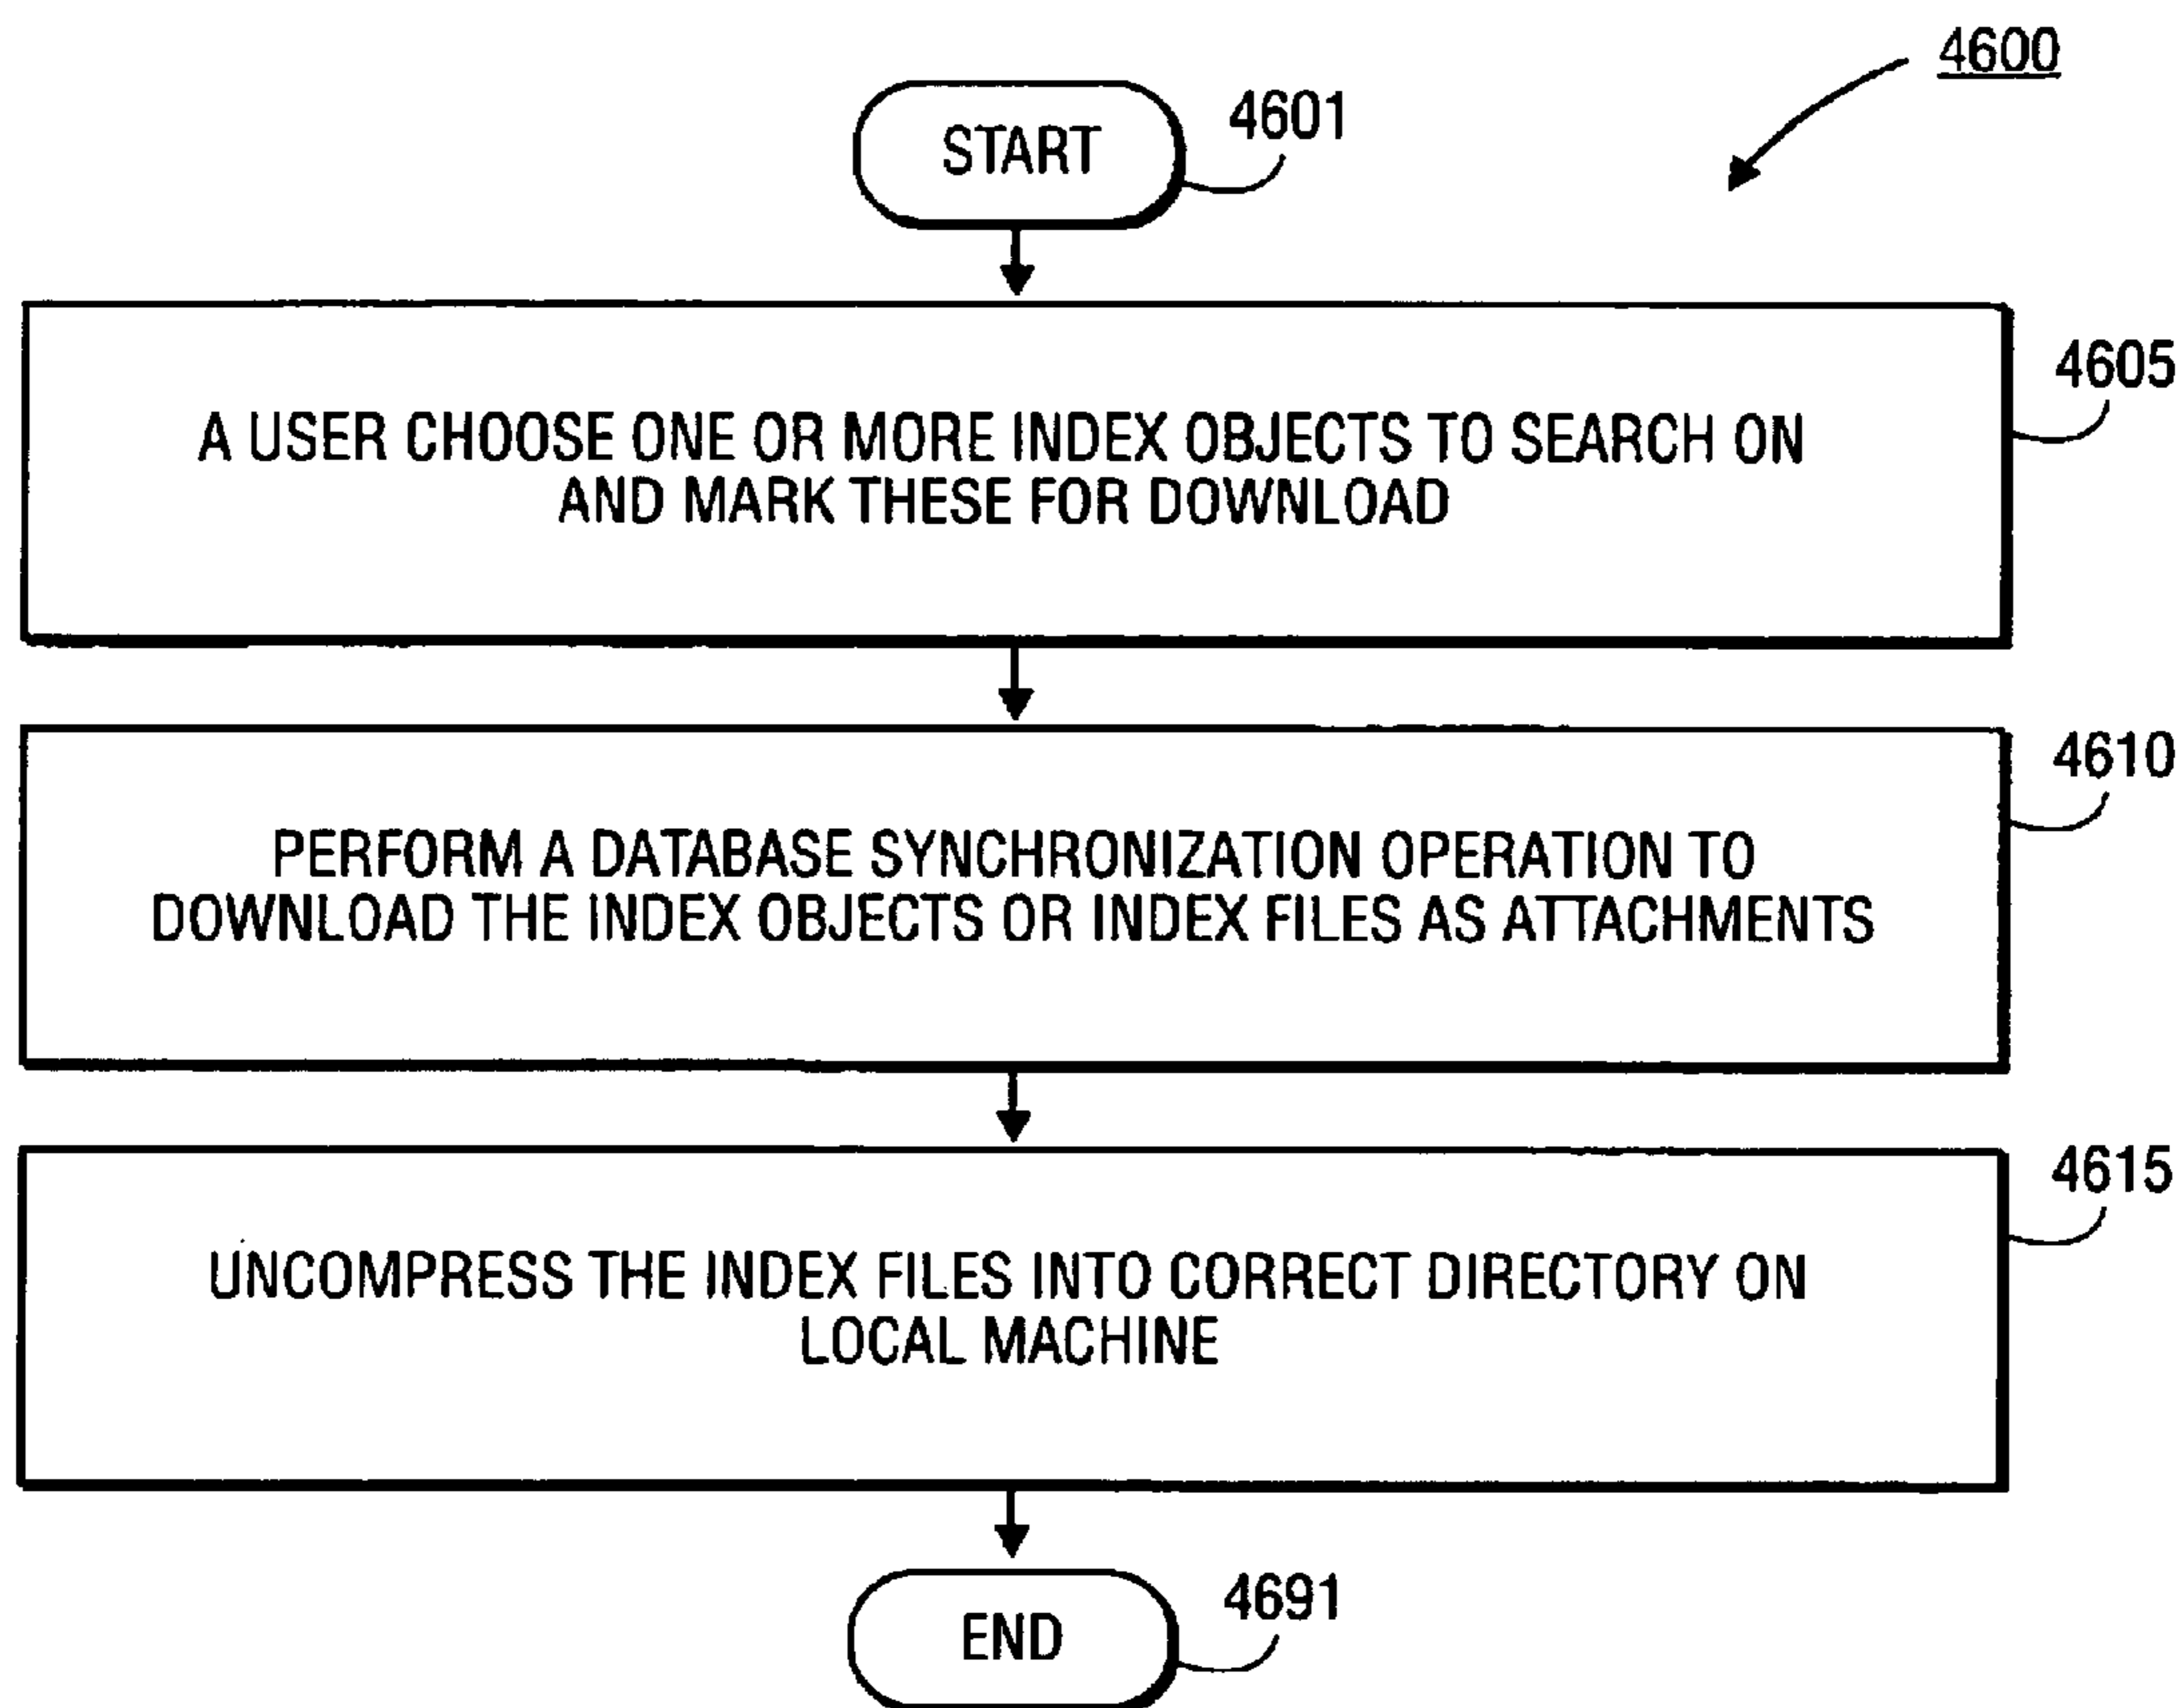 4600
START
4601
4605
A USER CHOOSE ONE OR MORE INDEX OBJECTS TO SEARCH ON
AND MARK THESE FOR DOWNLOAD
4610
PERFORM A DATABASE SYNCHRONIZATION OPERATION TO
DOWNLOAD THE INDEX OBJECTS OR INDEX FILES AS ATTACHMENTS
4615
UNCOMPRESS THE INDEX FILES INTO CORRECT DIRECTORY ON
LOCAL MACHINE
END
4691